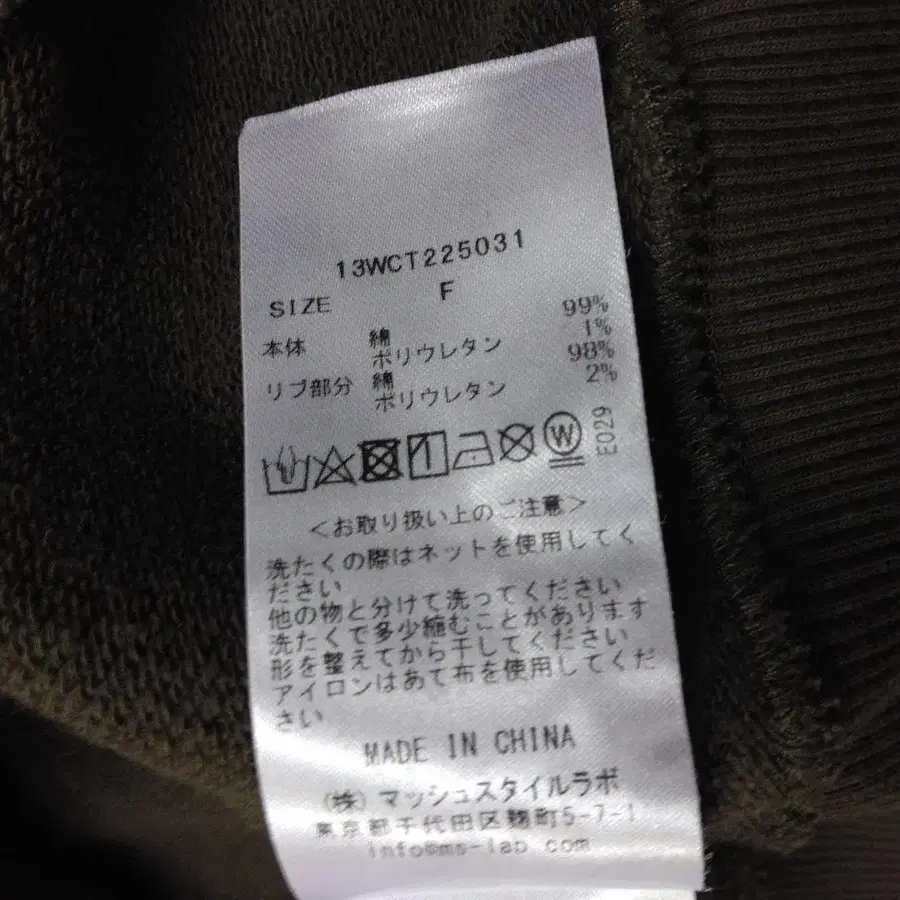 13WCT225031
SIZE F
本体 綿 99%
ポリウレタン 1%
リブ部分 綿 98%
ポリウレタン 2%
W
E029
<お取り扱い上のご注意>
洗たくの際はネットを使用してく
ださい
他の物と分けて洗ってください
洗たくで多少縮むことがあります
形を整えてから干してください
アイロンはあて布を使用してくだ
さい
MADE IN CHINA
(株) マッシュスタイルラボ
東京都千代田区麹町5-7-1
info@ms-lab.com